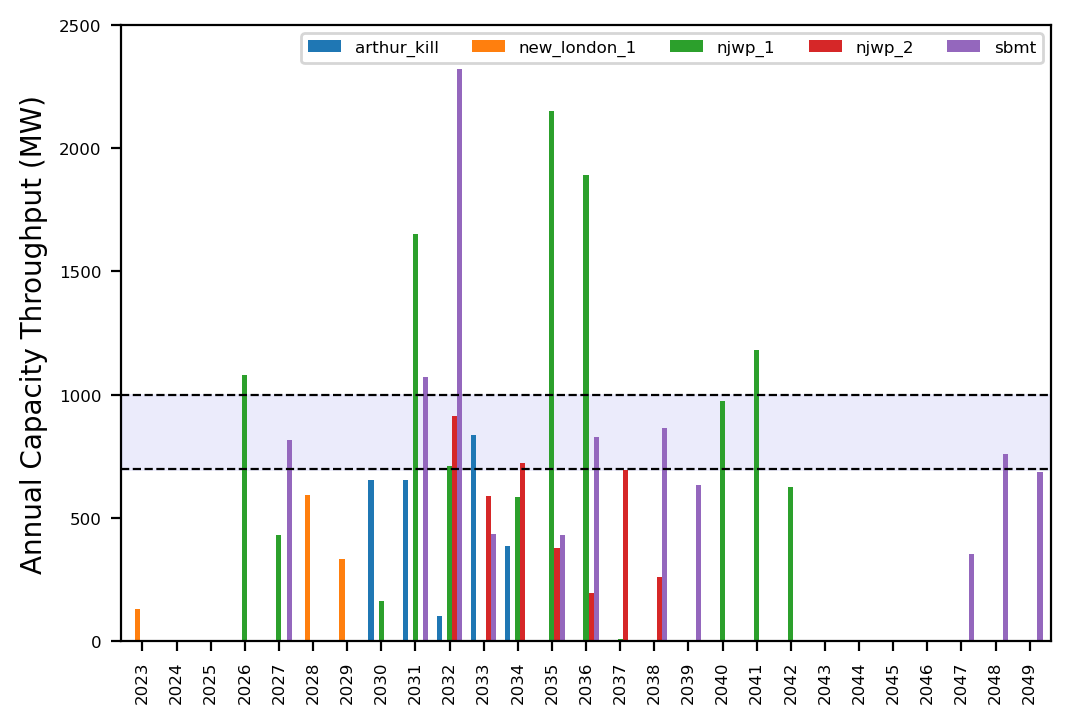 Annual Capacity Throughput (MW)
2500
2000
1500
1000
500
0
arthur_kill new_london_1 njwp_1 njwp_2 sbmt
2023 2024 2025 2026 2027 2028 2029 2030 2031 2032 2033 2034 2035 2036 2037 2038 2039 2040 2041 2042 2043 2044 2045 2046 2047 2048 2049